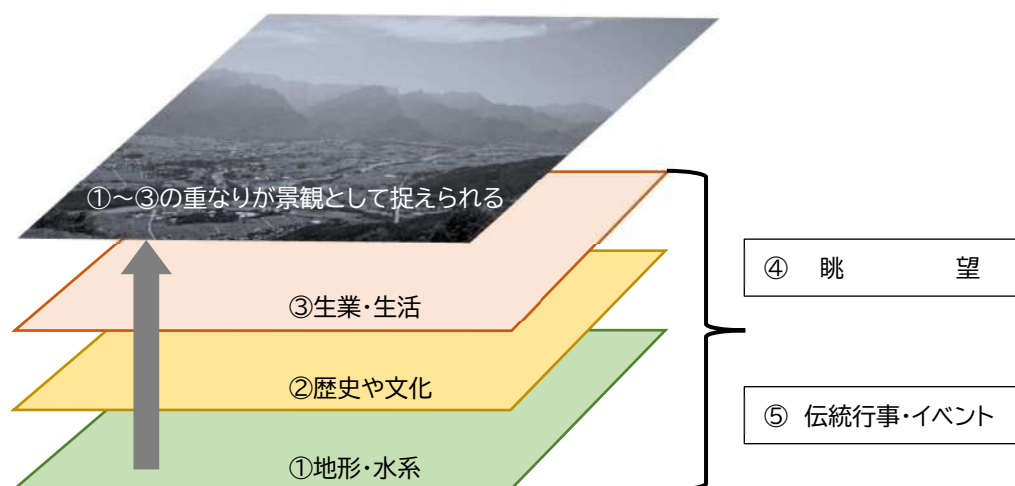 ①~③の重なりが景観として捉えられる
③生業・生活
②歴史や文化
①地形・水系
④ 眺 望
⑤ 伝統行事・イベント